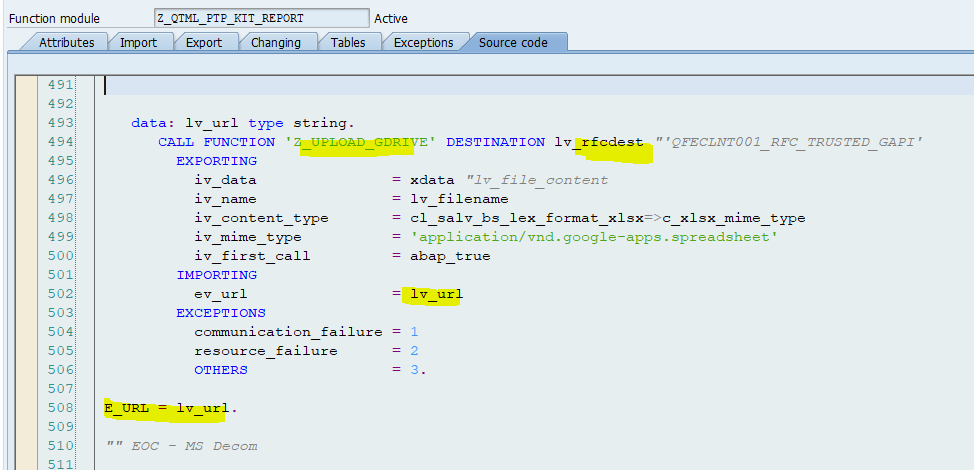 Function module Z_QTML_PTP_KIT_REPORT Active
Attributes Import Export Changing Tables Exceptions Source code
491
492
493 data: lv_url type string.
494 CALL FUNCTION 'Z_UPLOAD_GDRIVE' DESTINATION lv_rfcdest "'QFECLNT001_RFC_TRUSTED_GAPI'
495 EXPORTING
496 iv_data = xdata "lv_file_content
497 iv_name = lv_filename
498 iv_content_type = cl_salv_bs_lex_format_xlsx=>c_xlsx_mime_type
499 iv_mime_type = 'application/vnd.google-apps.spreadsheet'
500 iv_first_call = abap_true
501 IMPORTING
502 ev_url = lv_url
503 EXCEPTIONS
504 communication_failure = 1
505 resource_failure = 2
506 OTHERS = 3.
507
508 E_URL = lv_url.
509
510 "" EOC - MS Decom
511